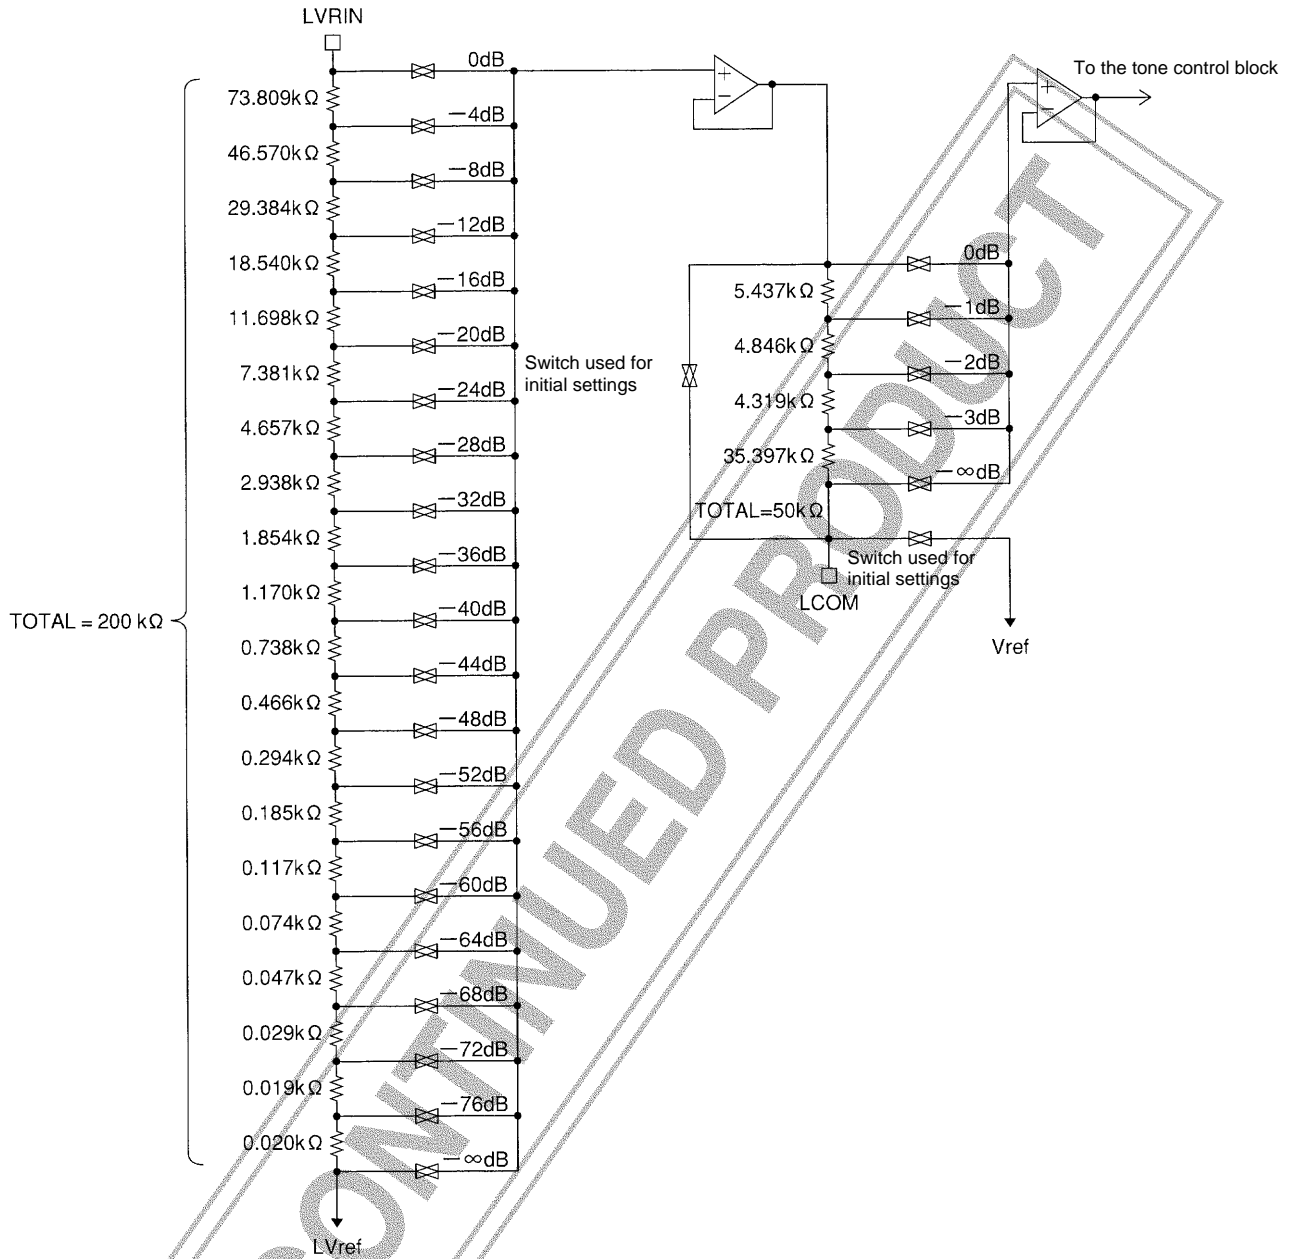 LVRIN
0dB
73.809kΩ
−4dB
46.570kΩ
−8dB
29.384kΩ
−12dB
18.540kΩ
−16dB
11.698kΩ
−20dB
7.381kΩ
−24dB
4.657kΩ
−28dB
2.938kΩ
−32dB
1.854kΩ
−36dB
1.170kΩ
−40dB
0.738kΩ
−44dB
0.466kΩ
−48dB
0.294kΩ
−52dB
0.185kΩ
−56dB
0.117kΩ
−60dB
0.074kΩ
−64dB
0.047kΩ
−68dB
0.029kΩ
−72dB
0.019kΩ
−76dB
0.020kΩ
−∞dB
LVref
TOTAL = 200 kΩ
+
−
Switch used for
initial settings
0dB
5.437kΩ
−1dB
4.846kΩ
−2dB
4.319kΩ
−3dB
35.397kΩ
−∞dB
TOTAL=50kΩ
Switch used for
initial settings
LCOM
Vref
+
−
To the tone control block
ONTINUED PRODUCT